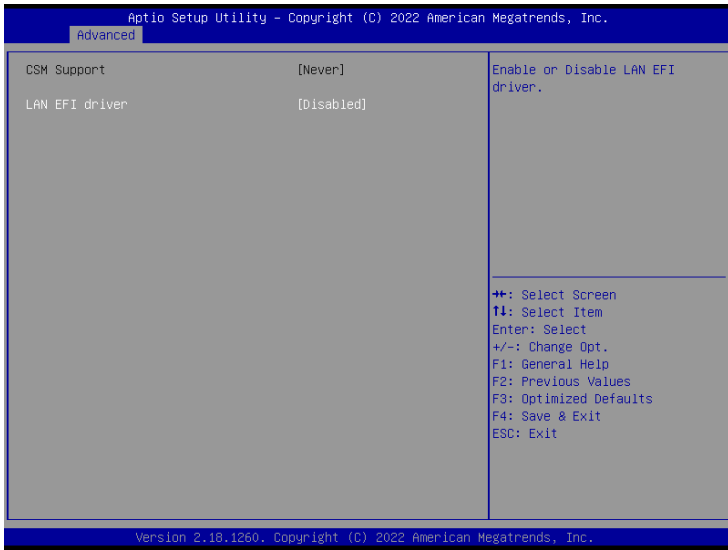 Aptio Setup Utility – Copyright (C) 2022 American Megatrends, Inc.
Advanced
CSM Support [Never]
LAN EFI driver [Disabled]
Enable or Disable LAN EFI
driver.
→←: Select Screen
↑↓: Select Item
Enter: Select
+/-: Change Opt.
F1: General Help
F2: Previous Values
F3: Optimized Defaults
F4: Save & Exit
ESC: Exit
Version 2.18.1260. Copyright (C) 2022 American Megatrends, Inc.